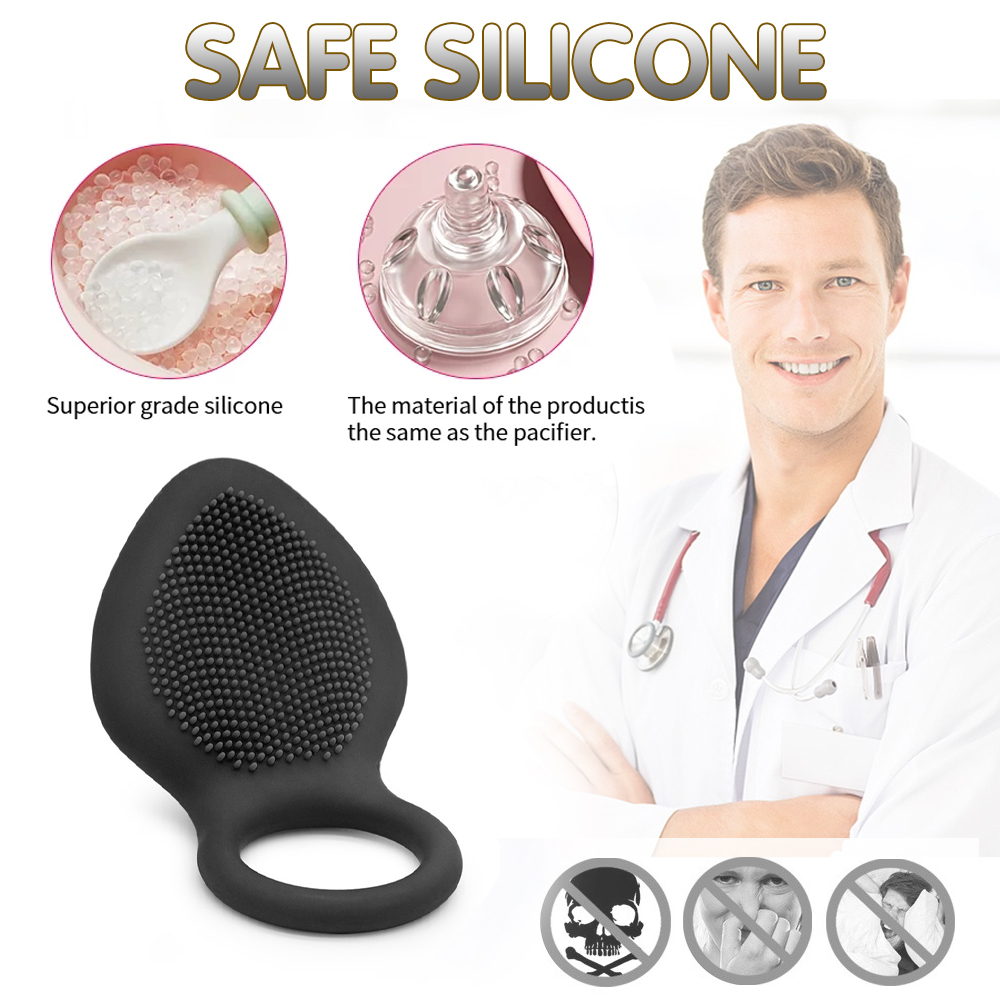 SAFE SILICONE
Superior grade silicone
The material of the productis
the same as the pacifier.